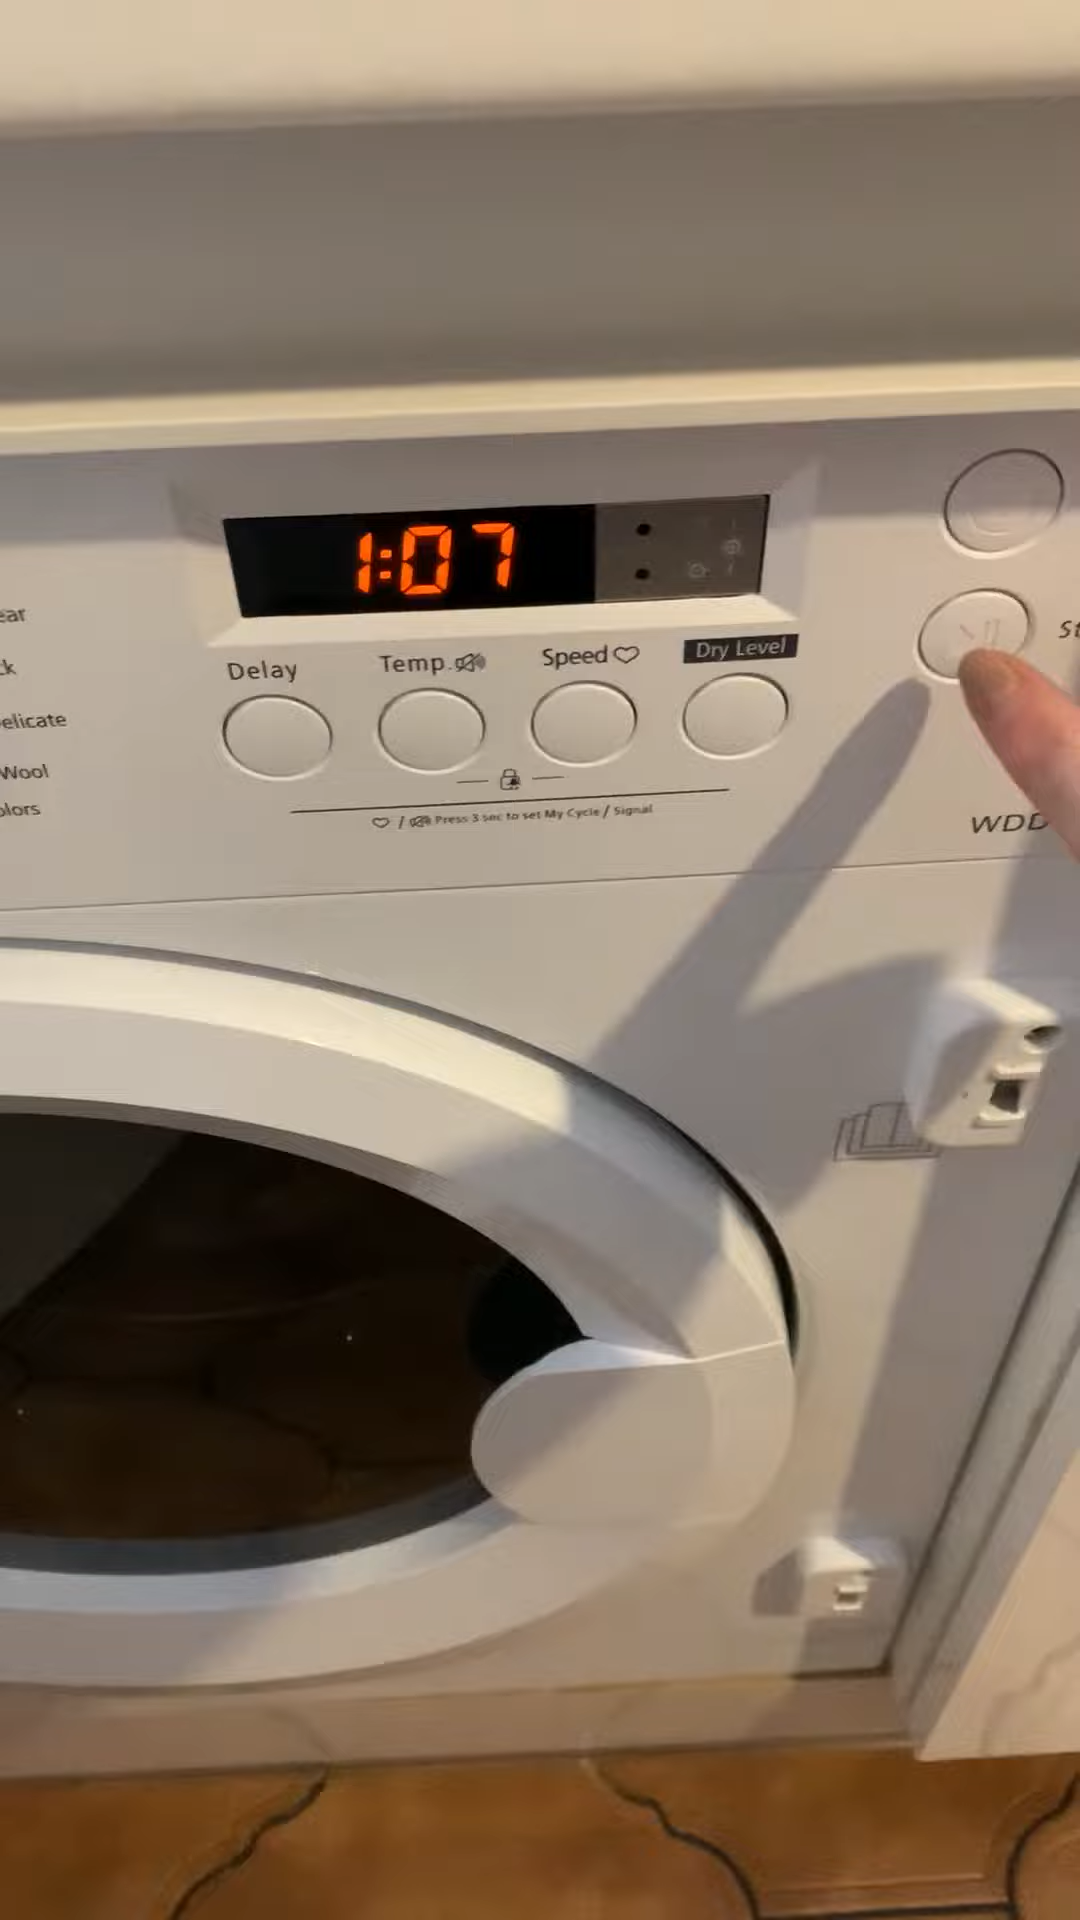 1:07
ear
St
Delay Temp. Speed Dry Level
ck
elicate
Wool
olors
/ Press 3 sec to set My Cycle / Signal
WDD